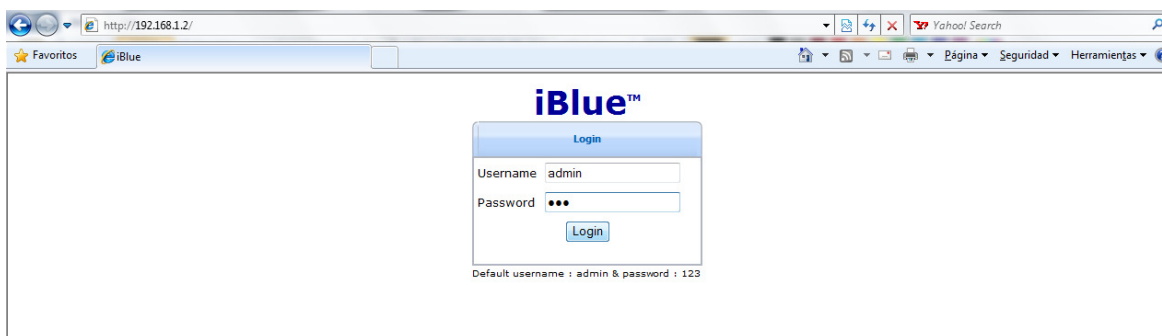 http://192.168.1.2/ Yahoo! Search
Favoritos iBlue Página Seguridad Herramientas
iBlue™
Login
Username admin
Password •••
Login
Default username : admin & password : 123